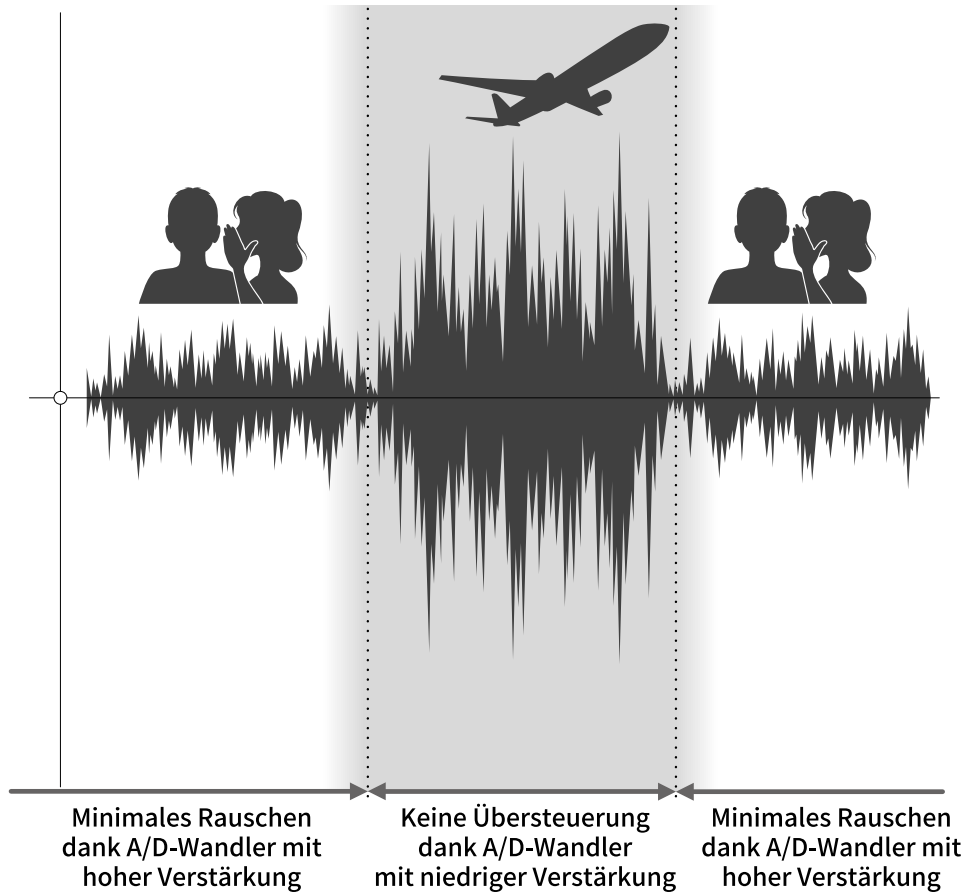 Minimales Rauschen
dank A/D-Wandler mit
hoher Verstärkung
Keine Übersteuerung
dank A/D-Wandler
mit niedriger Verstärkung
Minimales Rauschen
dank A/D-Wandler mit
hoher Verstärkung